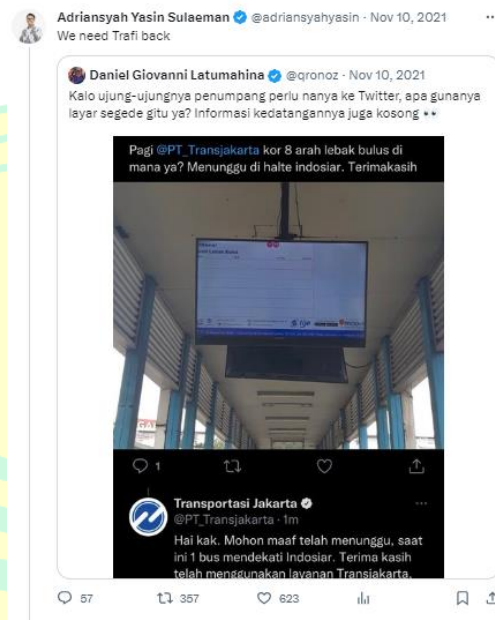 Adriansyah Yasin Sulaeman @adriansyahyasin · Nov 10, 2021
We need Trafi back
Daniel Giovanni Latumahina @qronoz · Nov 10, 2021
Kalo ujung-ujungnya penumpang perlu nanya ke Twitter, apa gunanya
layar segede gitu ya? Informasi kedatangannya juga kosong 👀
Pagi @PT_Transjakarta kor 8 arah lebak bulus di
mana ya? Menunggu di halte indosiar. Terimakasih
1
Transportasi Jakarta
@PT_Transjakarta · 1m
Hai kak. Mohon maaf telah menunggu, saat
ini 1 bus mendekati Indosiar. Terima kasih
telah menggunakan layanan Transjakarta.
57 357 623